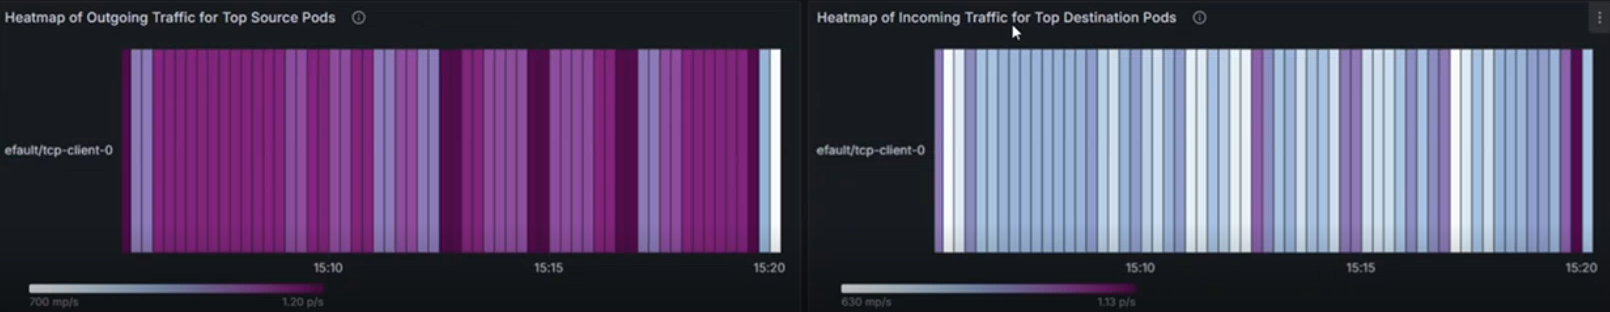 Heatmap of Outgoing Traffic for Top Source Pods
efault/tcp-client-0
15:10 15:15 15:20
700 mp/s 1.20 p/s
Heatmap of Incoming Traffic for Top Destination Pods
efault/tcp-client-0
15:10 15:15 15:20
630 mp/s 1.13 p/s